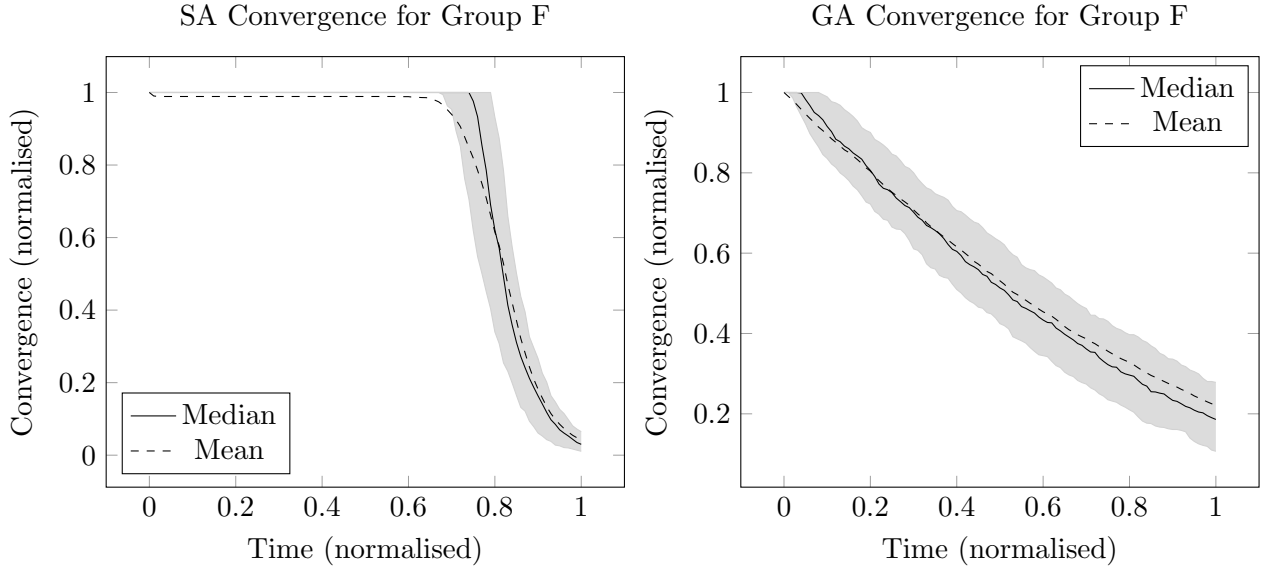 SA Convergence for Group F
Convergence (normalised)
1
0.8
0.6
0.4
0.2
0
Median
Mean
0
0.2
0.4
0.6
0.8
1
Time (normalised)
GA Convergence for Group F
Convergence (normalised)
1
0.8
0.6
0.4
0.2
Median
Mean
0
0.2
0.4
0.6
0.8
1
Time (normalised)